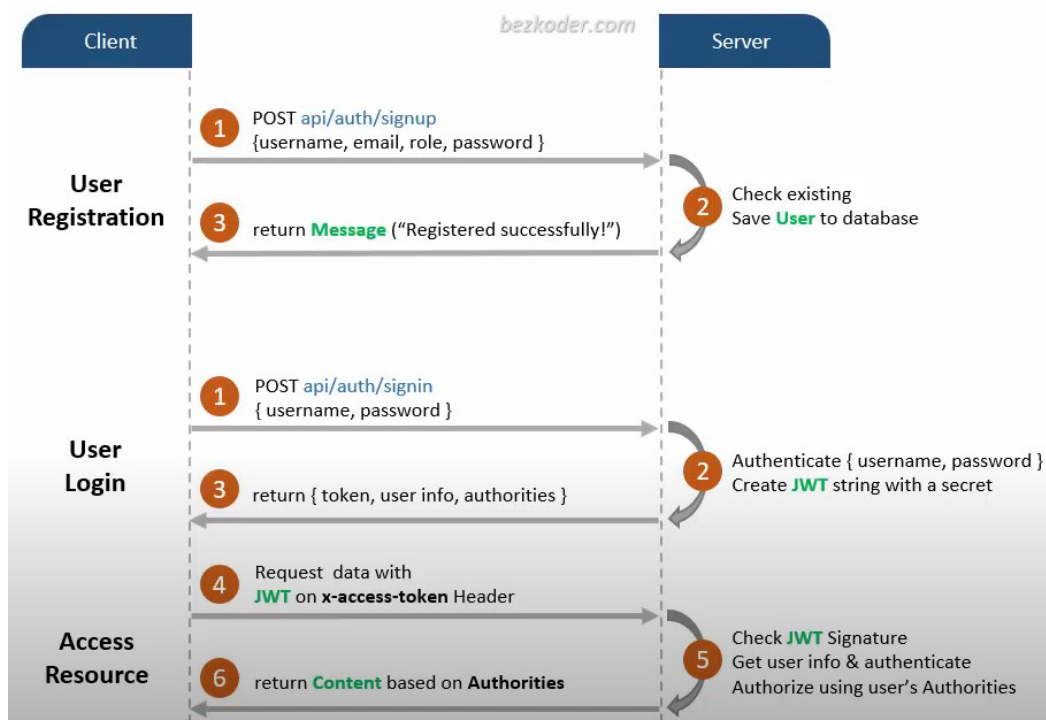 bezkoder.com
Client
Server
1
POST api/auth/signup
{username, email, role, password }
User
Registration
2
Check existing
Save User to database
3
return Message (“Registered successfully!”)
1
POST api/auth/signin
{ username, password }
User
Login
2
Authenticate { username, password }
Create JWT string with a secret
3
return { token, user info, authorities }
4
Request data with
JWT on x-access-token Header
Access
Resource
5
Check JWT Signature
Get user info & authenticate
Authorize using user’s Authorities
6
return Content based on Authorities